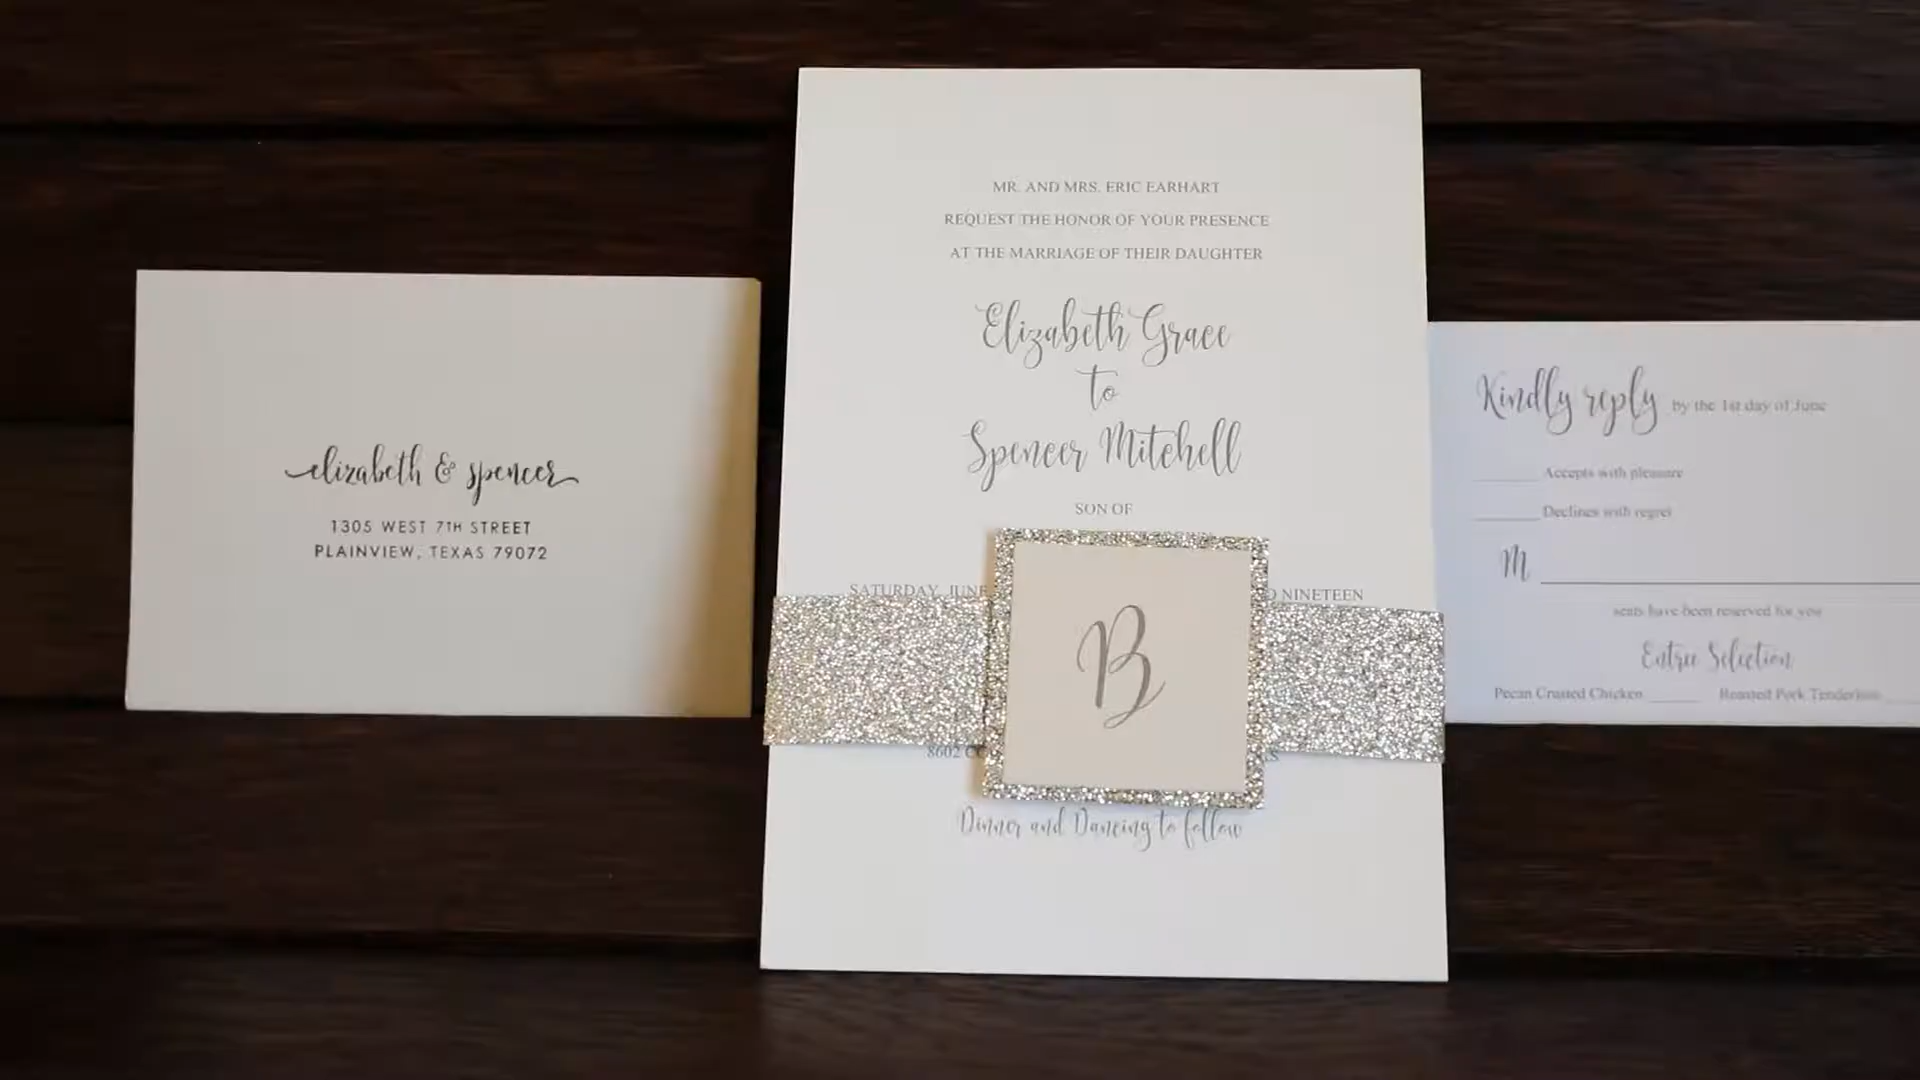 elizabeth & spencer
1305 WEST 7TH STREET
PLAINVIEW, TEXAS 79072
MR. AND MRS. ERIC EARHART
REQUEST THE HONOR OF YOUR PRESENCE
AT THE MARRIAGE OF THEIR DAUGHTER
Elizabeth Grace
to
Spencer Mitchell
SON OF
SATURDAY, JUNE NINETEEN
B
8602
Dinner and Dancing to follow
Kindly reply by the 1st day of June
Accepts with pleasure
Declines with regret
M
seats have been reserved for you
Entree Selection
Pecan Crusted Chicken Roasted Pork Tenderloin